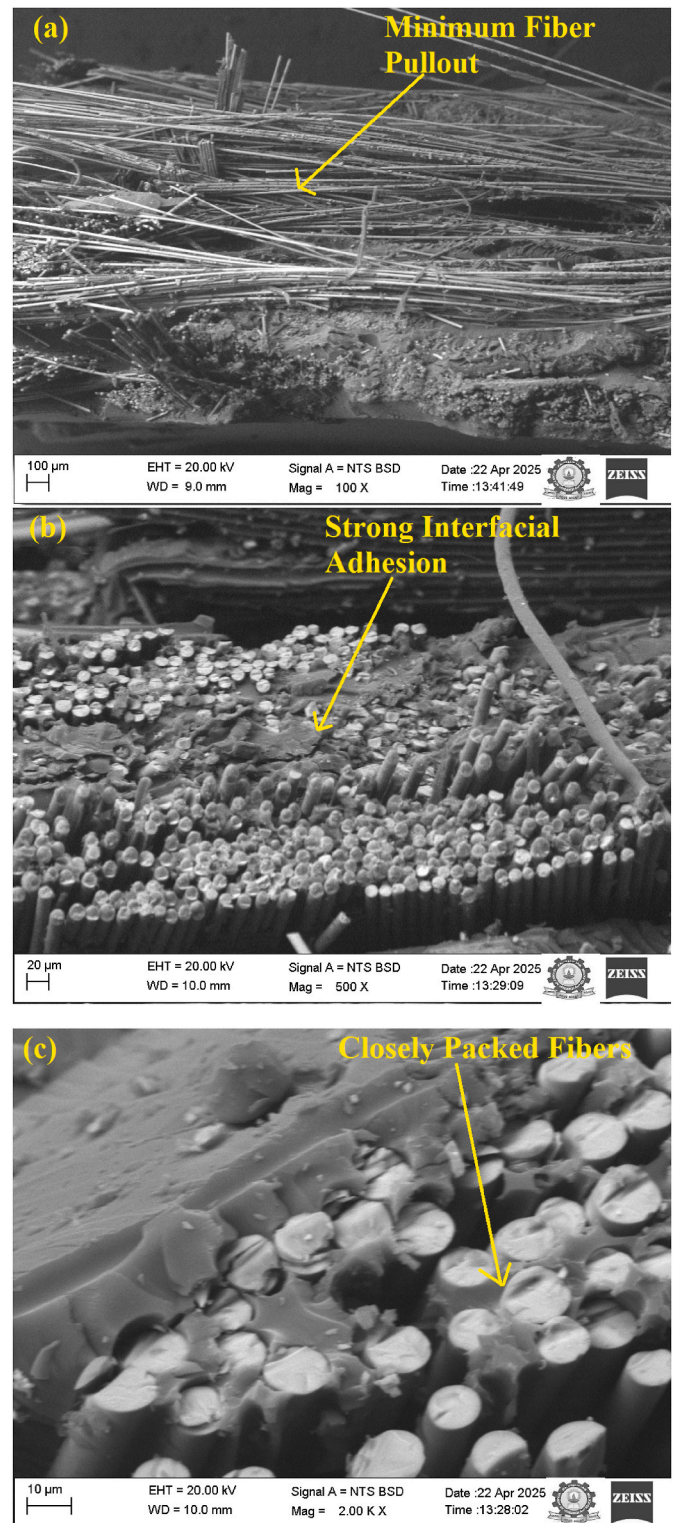 (a)
Minimum Fiber
Pullout
100 µm
EHT = 20.00 kV
Signal A = NTS BSD
Date :22 Apr 2025
WD = 9.0 mm
Mag = 100 X
Time :13:41:49
ZEISS
(b)
Strong Interfacial
Adhesion
20 µm
EHT = 20.00 kV
Signal A = NTS BSD
Date :22 Apr 2025
WD = 10.0 mm
Mag = 500 X
Time :13:29:09
ZEISS
(c)
Closely Packed Fibers
10 µm
EHT = 20.00 kV
Signal A = NTS BSD
Date :22 Apr 2025
WD = 10.0 mm
Mag = 2.00 K X
Time :13:28:02
ZEISS